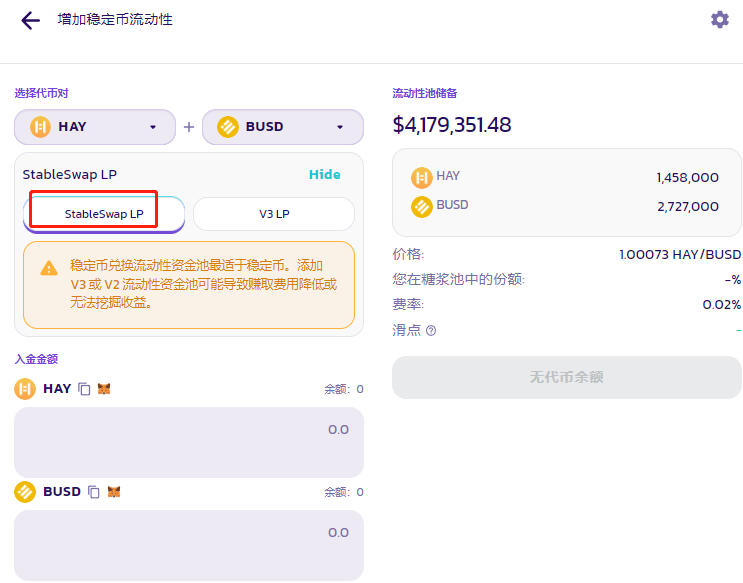 增加稳定币流动性
选择代币对
HAY + BUSD
StableSwap LP Hide
StableSwap LP V3 LP
稳定币兑换流动性资金池最适于稳定币。添加
V3 或 V2 流动性资金池可能导致赚取费用降低或
无法挖掘收益。
入金金额
HAY 余额: 0
0.0
BUSD 余额: 0
0.0
流动性池储备
$4,179,351.48
HAY 1,458,000
BUSD 2,727,000
价格: 1.00073 HAY/BUSD
您在糖浆池中的份额: -%
费率: 0.02%
滑点 ? -
无代币余额